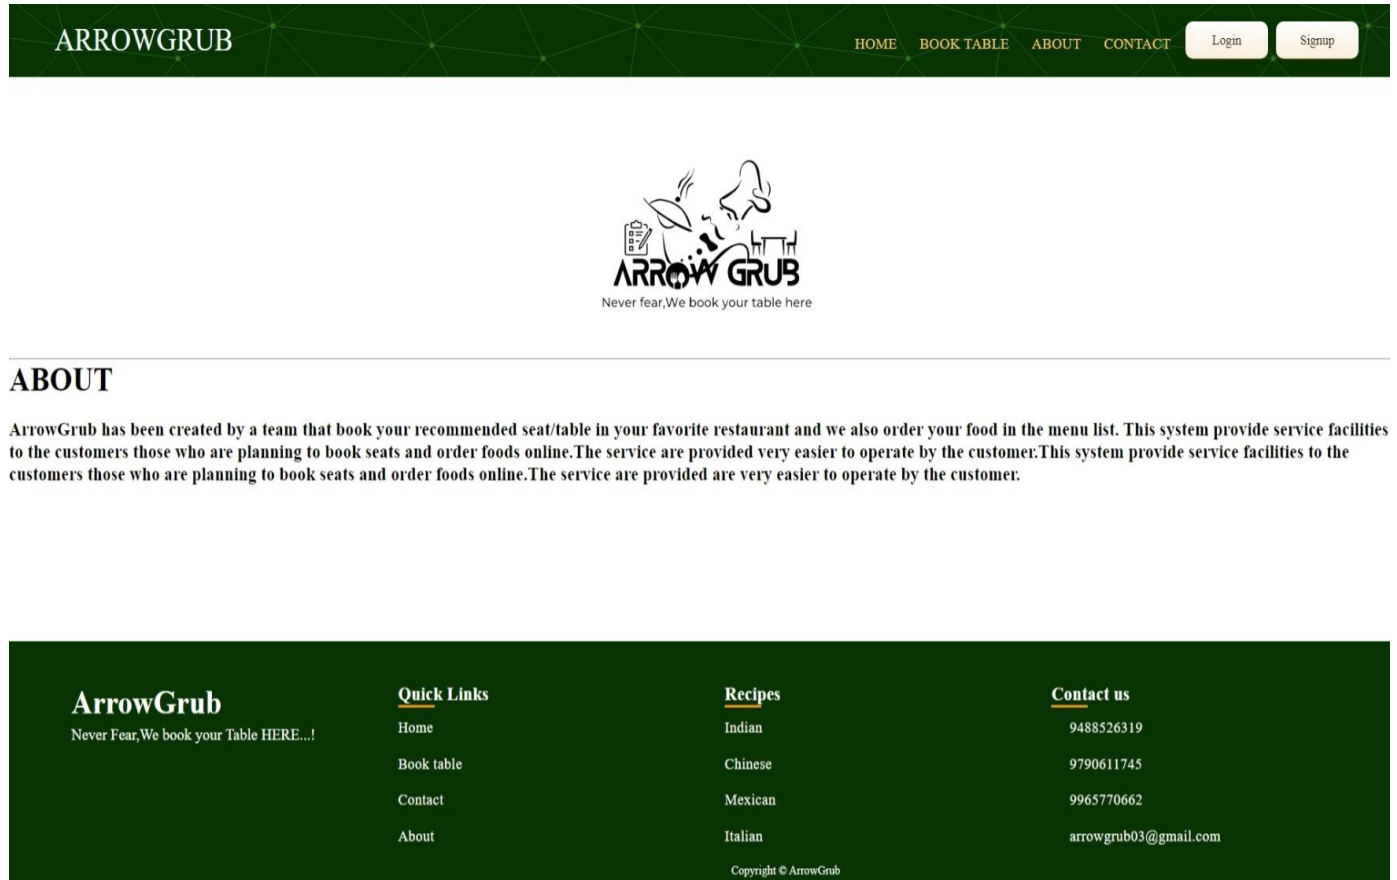 ARROWGRUB
HOME BOOK TABLE ABOUT CONTACT Login Signup
ARROW GRUB
Never fear,We book your table here
ABOUT
ArrowGrub has been created by a team that book your recommended seat/table in your favorite restaurant and we also order your food in the menu list. This system provide service facilities
to the customers those who are planning to book seats and order foods online.The service are provided very easier to operate by the customer.This system provide service facilities to the
customers those who are planning to book seats and order foods online.The service are provided are very easier to operate by the customer.
ArrowGrub
Never Fear,We book your Table HERE...!
Quick Links
Home
Book table
Contact
About
Recipes
Indian
Chinese
Mexican
Italian
Contact us
9488526319
9790611745
9965770662
arrowgrub03@gmail.com
Copyright © ArrowGrub